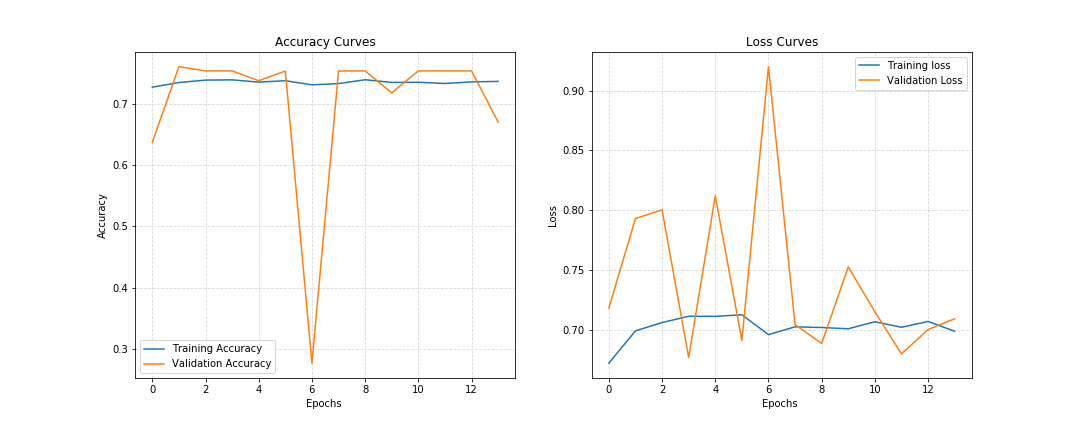 Accuracy Curves
Accuracy
0.7
0.6
0.5
0.4
0.3
Training Accuracy
Validation Accuracy
0 2 4 6 8 10 12
Epochs
Loss Curves
Loss
0.90
0.85
0.80
0.75
0.70
Training loss
Validation Loss
0 2 4 6 8 10 12
Epochs